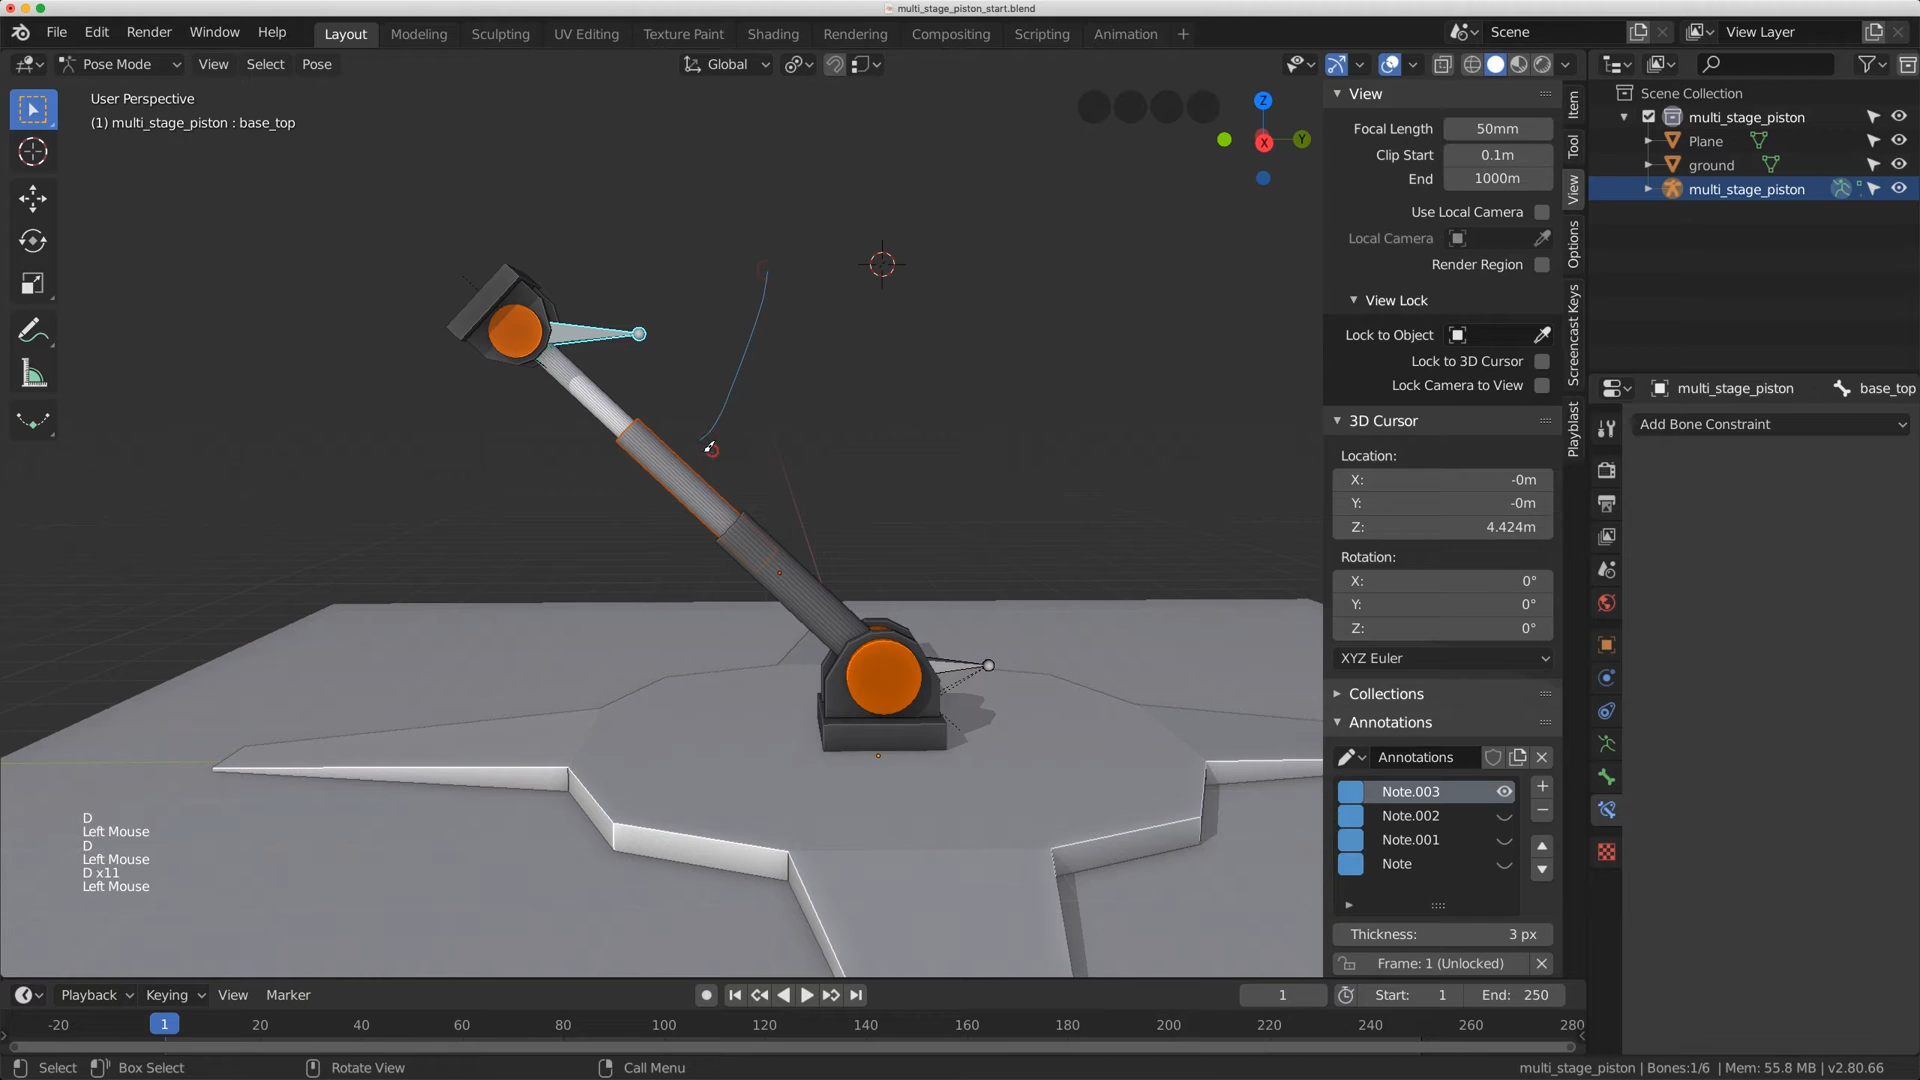 multi_stage_piston_start.blend
File Edit Render Window Help Layout Modeling Sculpting UV Editing Texture Paint Shading Rendering Compositing Scripting Animation Scene View Layer
Pose Mode View Select Pose Global
User Perspective
(1) multi_stage_piston : base_top
Z
Y
X
View
Focal Length 50mm
Clip Start 0.1m
End 1000m
Use Local Camera
Local Camera
Render Region
View Lock
Lock to Object
Lock to 3D Cursor
Lock Camera to View
3D Cursor
Location:
X: -0m
Y: -0m
Z: 4.424m
Rotation:
X: 0°
Y: 0°
Z: 0°
XYZ Euler
Collections
Annotations
Annotations
Note.003
Note.002
Note.001
Note
Thickness: 3 px
Frame: 1 (Unlocked)
Item
Tool
View
Options
Screencast Keys
Playblast
Scene Collection
multi_stage_piston
Plane
ground
multi_stage_piston
multi_stage_piston base_top
Add Bone Constraint
D
Left Mouse
D
Left Mouse
D x11
Left Mouse
Playback Keying View Marker 1 Start: 1 End: 250
-20 1 20 40 60 80 100 120 140 160 180 200 220 240 260 280
Select Box Select Rotate View Call Menu multi_stage_piston | Bones:1/6 | Mem: 55.8 MB | v2.80.66